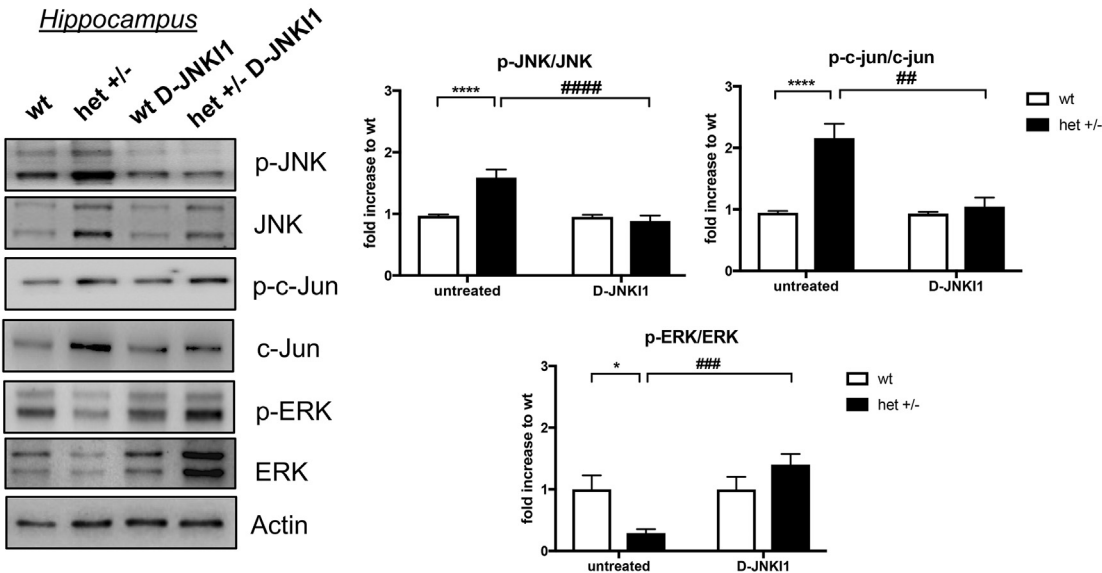 Hippocampus
wt
het +/-
wt D-JNKI1
het +/- D-JNKI1
p-JNK
JNK
p-c-Jun
c-Jun
p-ERK
ERK
Actin
p-JNK/JNK
fold increase to wt
3
2
1
0
****
####
untreated
D-JNKI1
p-c-jun/c-jun
fold increase to wt
3
2
1
0
****
##
untreated
D-JNKI1
wt
het +/-
p-ERK/ERK
fold increase to wt
3
2
1
0
*
###
untreated
D-JNKI1
wt
het +/-